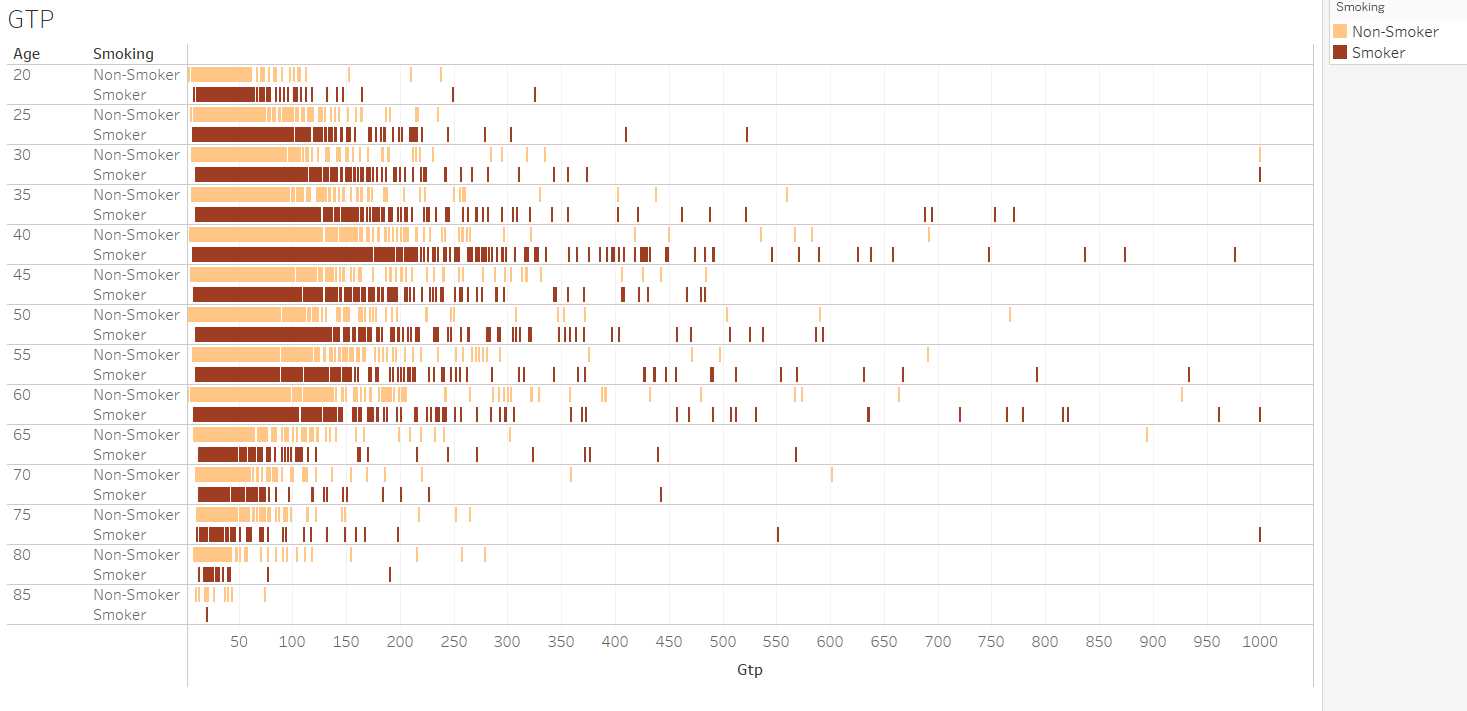 GTP
Age Smoking
20 Non-Smoker
Smoker
25 Non-Smoker
Smoker
30 Non-Smoker
Smoker
35 Non-Smoker
Smoker
40 Non-Smoker
Smoker
45 Non-Smoker
Smoker
50 Non-Smoker
Smoker
55 Non-Smoker
Smoker
60 Non-Smoker
Smoker
65 Non-Smoker
Smoker
70 Non-Smoker
Smoker
75 Non-Smoker
Smoker
80 Non-Smoker
Smoker
85 Non-Smoker
Smoker
50 100 150 200 250 300 350 400 450 500 550 600 650 700 750 800 850 900 950 1000
Gtp
Smoking
Non-Smoker
Smoker